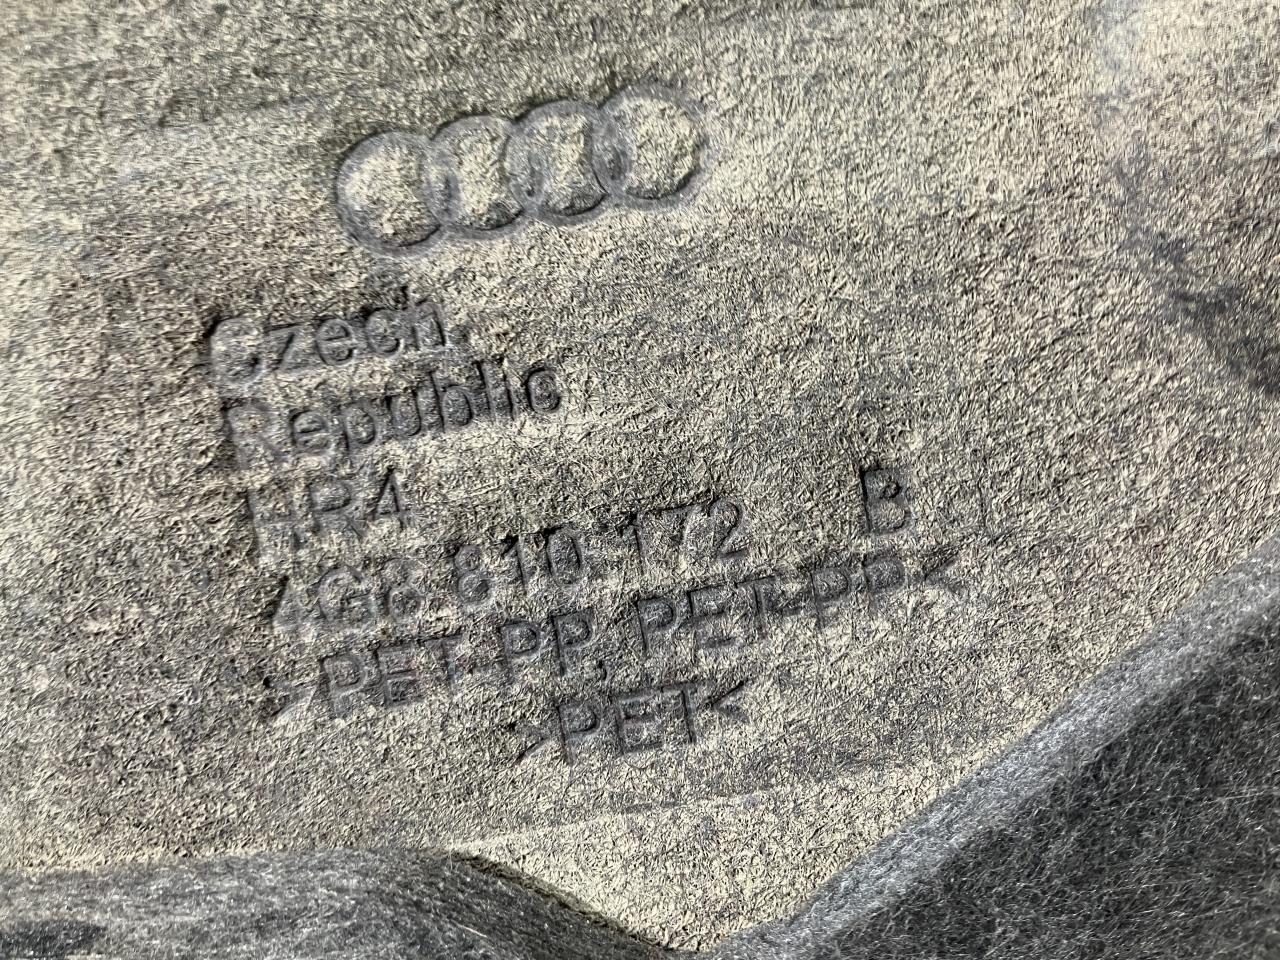 Czech
Republic
HR4
4G8 810 172 B
>PET-PP, PET-PP<
>PET<